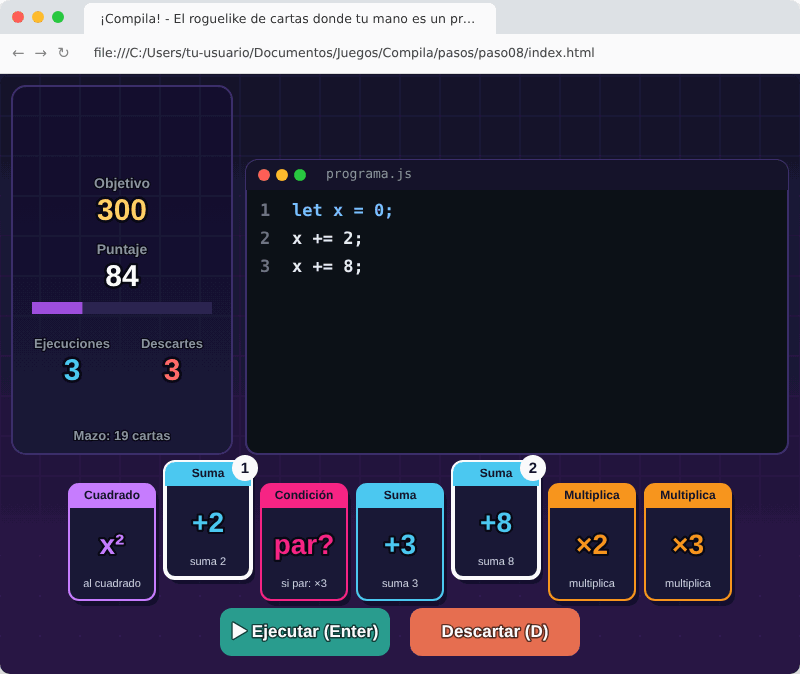 ¡Compila! - El roguelike de cartas donde tu mano es un pr...
← → ↻ file:///C:/Users/tu-usuario/Documentos/Juegos/Compila/pasos/paso08/index.html
Objetivo
300
Puntaje
84
Ejecuciones Descartes
3 3
Mazo: 19 cartas
programa.js
1 let x = 0;
2 x += 2;
3 x += 8;
Cuadrado
x²
al cuadrado
Suma 1
+2
suma 2
Condición
par?
si par: ×3
Suma
+3
suma 3
Suma 2
+8
suma 8
Multiplica
×2
multiplica
Multiplica
×3
multiplica
▶ Ejecutar (Enter)
Descartar (D)